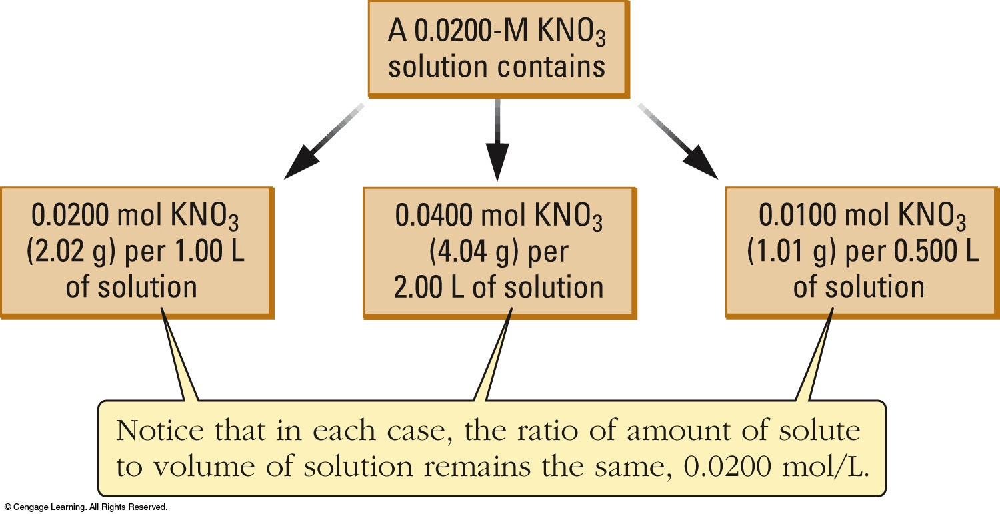 A 0.0200-M KNO₃
solution contains
0.0200 mol KNO₃
(2.02 g) per 1.00 L
of solution
0.0400 mol KNO₃
(4.04 g) per
2.00 L of solution
0.0100 mol KNO₃
(1.01 g) per 0.500 L
of solution
Notice that in each case, the ratio of amount of solute
to volume of solution remains the same, 0.0200 mol/L.
© Cengage Learning. All Rights Reserved.